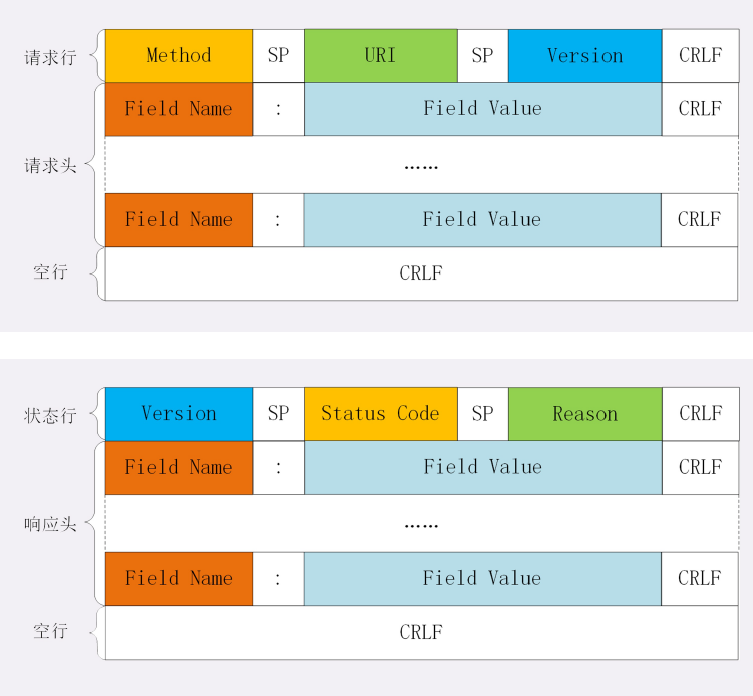 请求行 Method SP URI SP Version CRLF
Field Name : Field Value CRLF
请求头 ……
Field Name : Field Value CRLF
空行 CRLF
状态行 Version SP Status Code SP Reason CRLF
Field Name : Field Value CRLF
响应头 ……
Field Name : Field Value CRLF
空行 CRLF